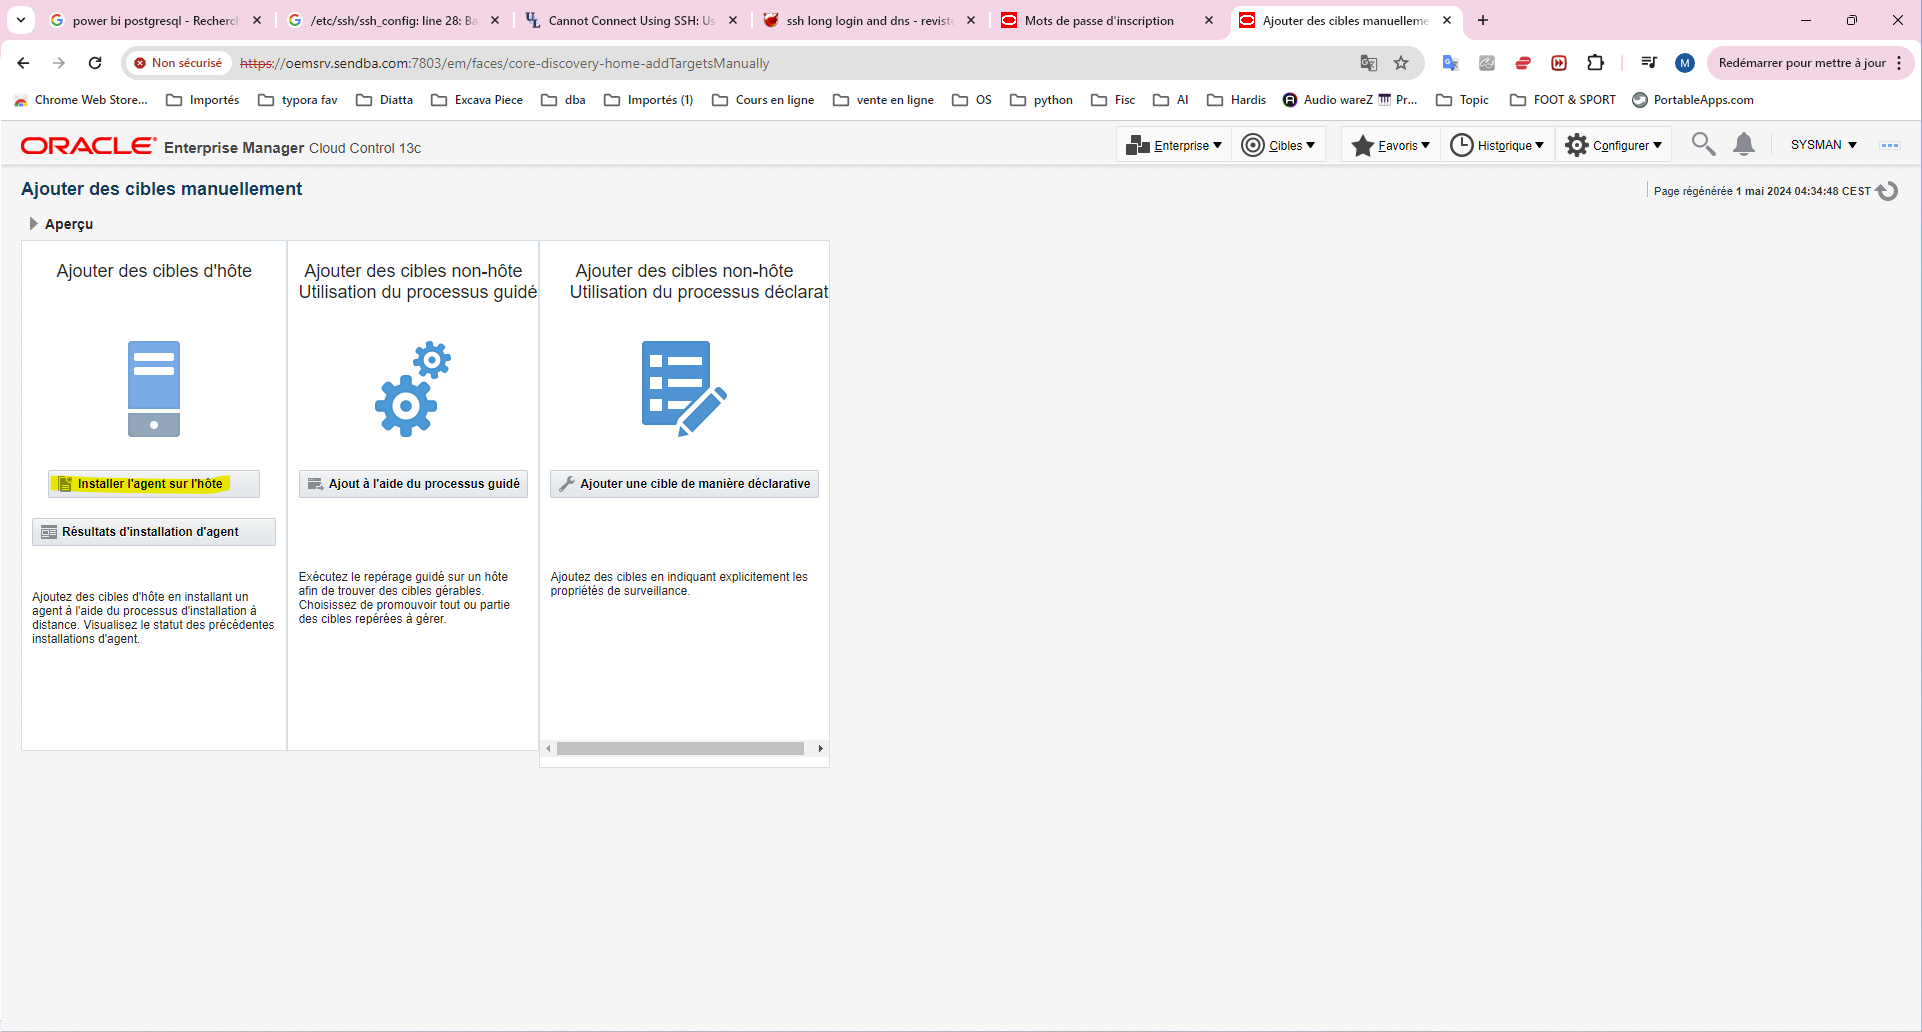 power bi postgresql - Recherch
/etc/ssh/ssh_config: line 28: Ba
Cannot Connect Using SSH: Us
ssh long login and dns - reviste
Mots de passe d'inscription
Ajouter des cibles manuelleme
Non sécurisé
https://oemsrv.sendba.com:7803/em/faces/core-discovery-home-addTargetsManually
M
Redémarrer pour mettre à jour
Chrome Web Store...
Importés
typora fav
Diatta
Excava Piece
dba
Importés (1)
Cours en ligne
vente en ligne
OS
python
Fisc
AI
Hardis
Audio wareZ
Pr...
Topic
FOOT & SPORT
PortableApps.com
ORACLE Enterprise Manager Cloud Control 13c
Enterprise
Cibles
Favoris
Historique
Configurer
SYSMAN
Ajouter des cibles manuellement
Page régénérée 1 mai 2024 04:34:48 CEST
Aperçu
Ajouter des cibles d'hôte
Installer l'agent sur l'hôte
Résultats d'installation d'agent
Ajoutez des cibles d'hôte en installant un
agent à l'aide du processus d'installation à
distance. Visualisez le statut des précédentes
installations d'agent.
Ajouter des cibles non-hôte
Utilisation du processus guidé
Ajout à l'aide du processus guidé
Exécutez le repérage guidé sur un hôte
afin de trouver des cibles gérables.
Choisissez de promouvoir tout ou partie
des cibles repérées à gérer.
Ajouter des cibles non-hôte
Utilisation du processus déclarat
Ajouter une cible de manière déclarative
Ajoutez des cibles en indiquant explicitement les
propriétés de surveillance.